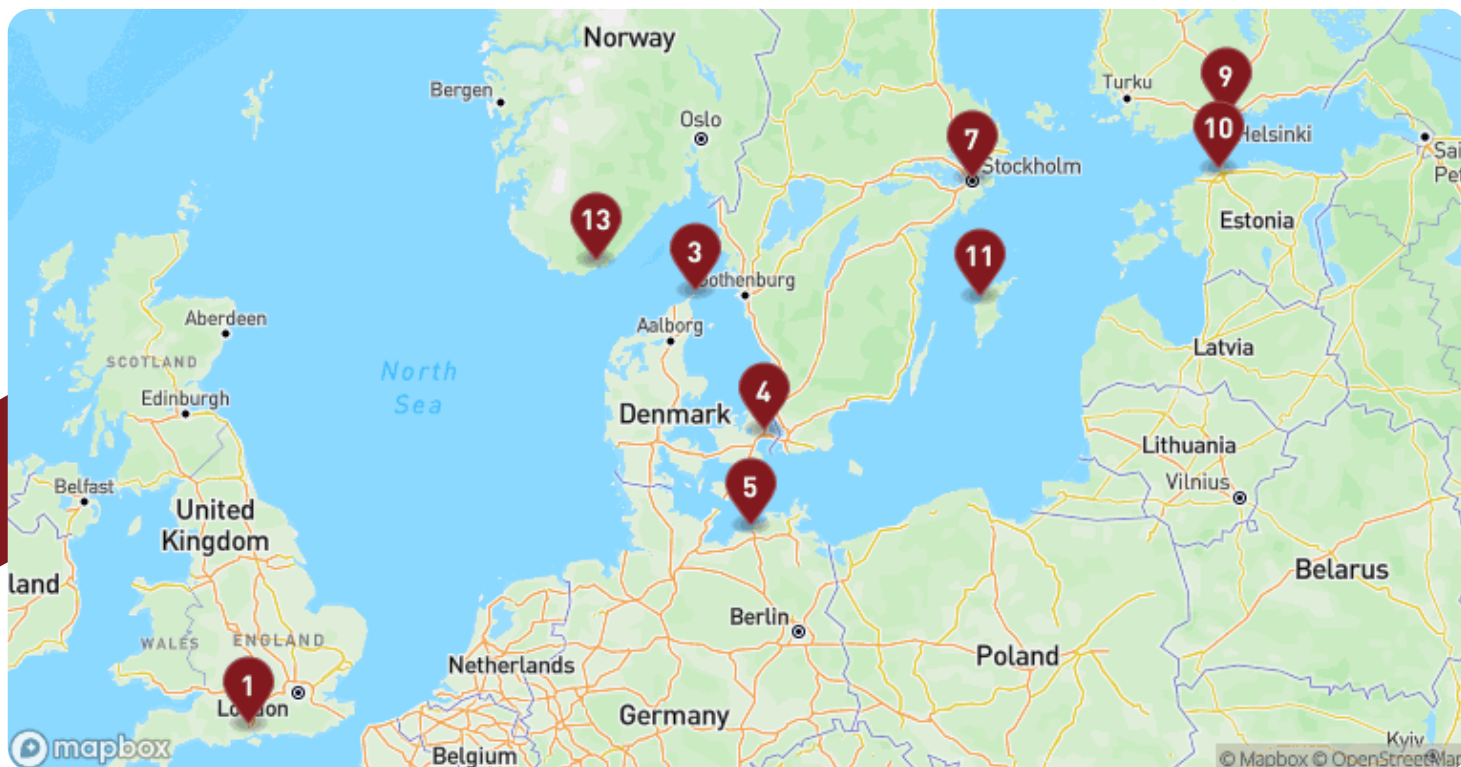 Norway
Bergen
Oslo
Turku
9
10
Helsinki
7
Stockholm
Sai
Pet
Estonia
13
3
Gothenburg
11
Aberdeen
Aalborg
SCOTLAND
Latvia
North
Sea
Edinburgh
4
Denmark
Lithuania
Vilnius
Belfast
5
United
Kingdom
land
Belarus
Berlin
WALES
ENGLAND
Netherlands
Poland
1
London
Germany
Belgium
Kyiv
mapbox
© Mapbox © OpenStreetMap